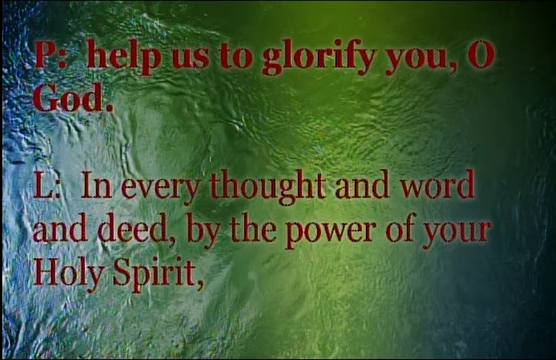 P:  help us to glorify you, O
God.
L:  In every thought and word
and deed, by the power of your
Holy Spirit,